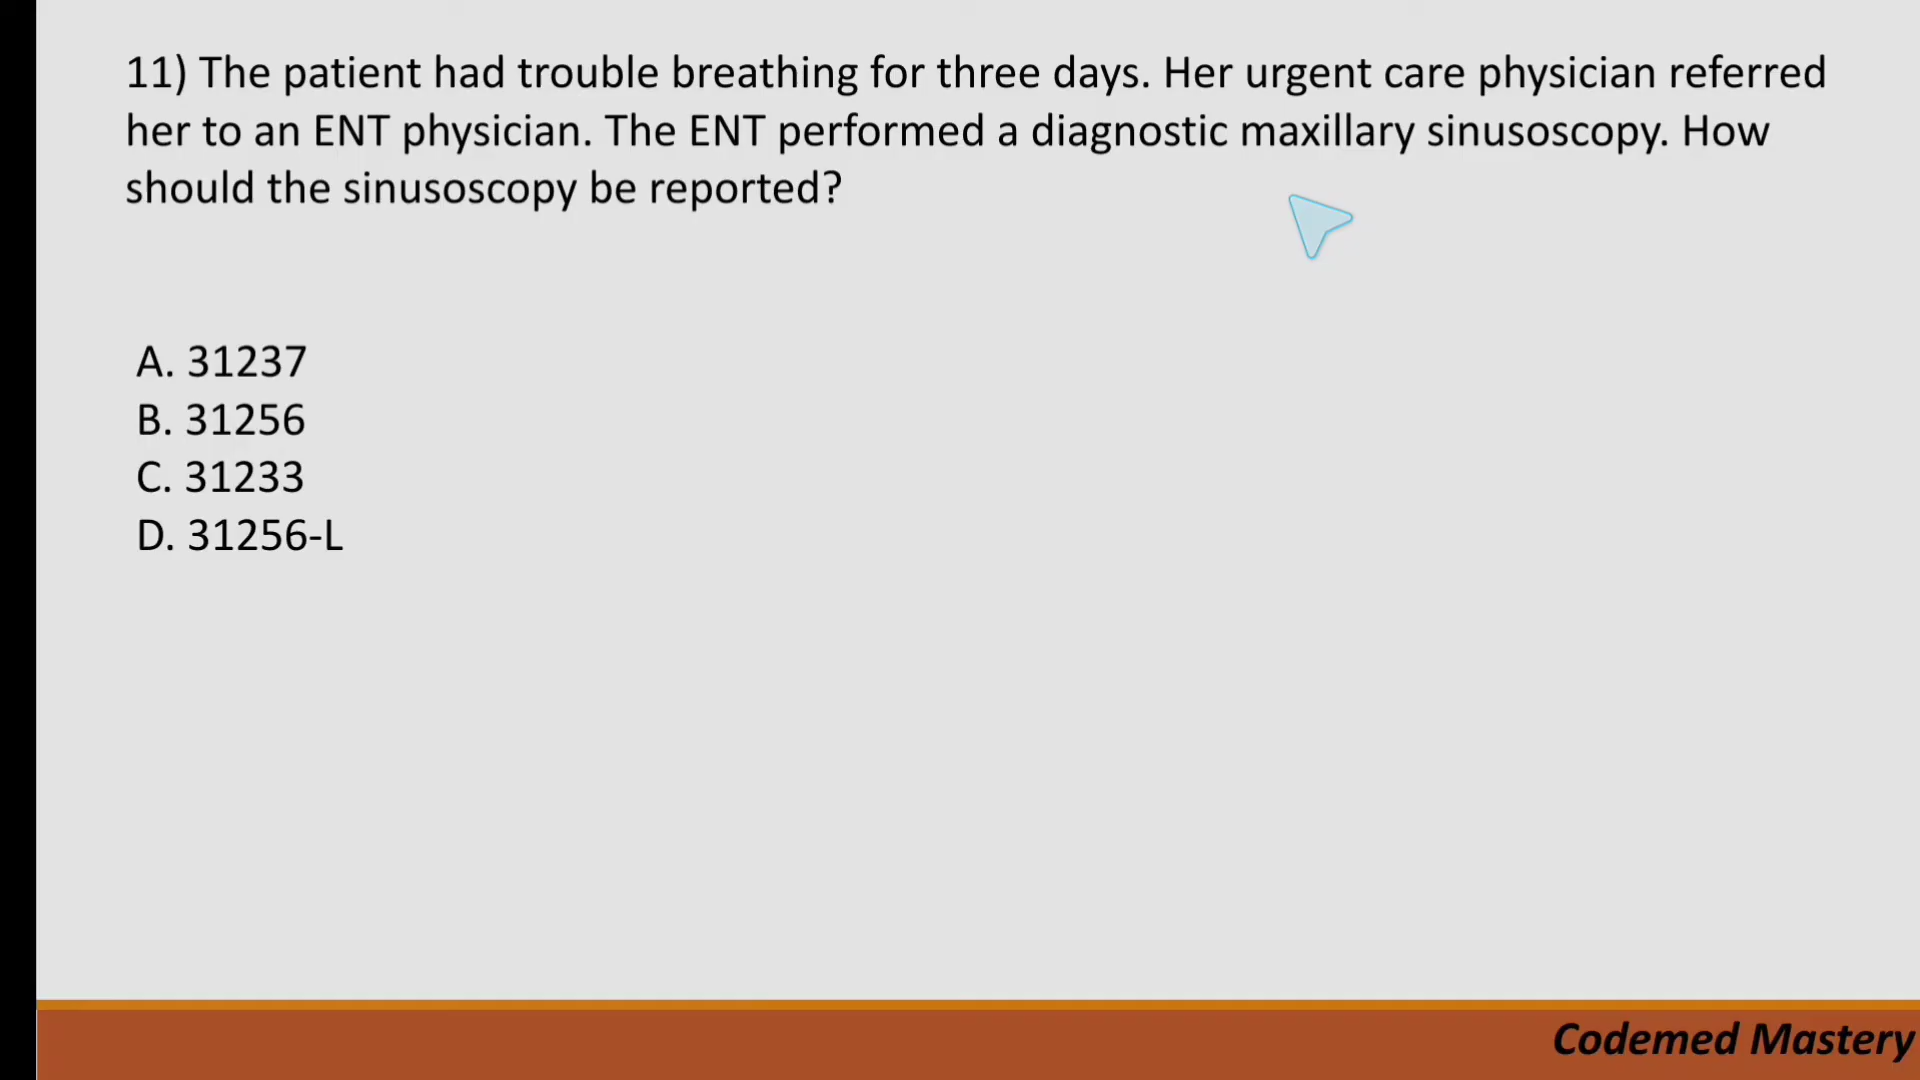 11) The patient had trouble breathing for three days. Her urgent care physician referred
her to an ENT physician. The ENT performed a diagnostic maxillary sinusoscopy. How
should the sinusoscopy be reported?
A. 31237
B. 31256
C. 31233
D. 31256-L
Codemed Mastery